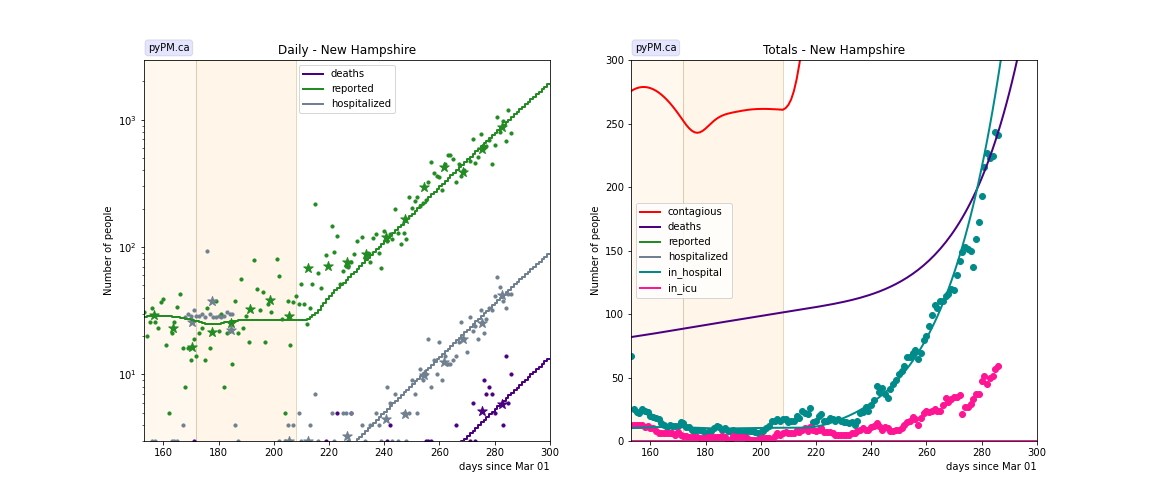 pyPM.ca
Daily - New Hampshire
deaths
reported
hospitalized
10³
10²
10¹
Number of people
160 180 200 220 240 260 280 300
days since Mar 01
pyPM.ca
Totals - New Hampshire
300
250
200
150
100
50
0
Number of people
contagious
deaths
reported
hospitalized
in_hospital
in_icu
160 180 200 220 240 260 280 300
days since Mar 01